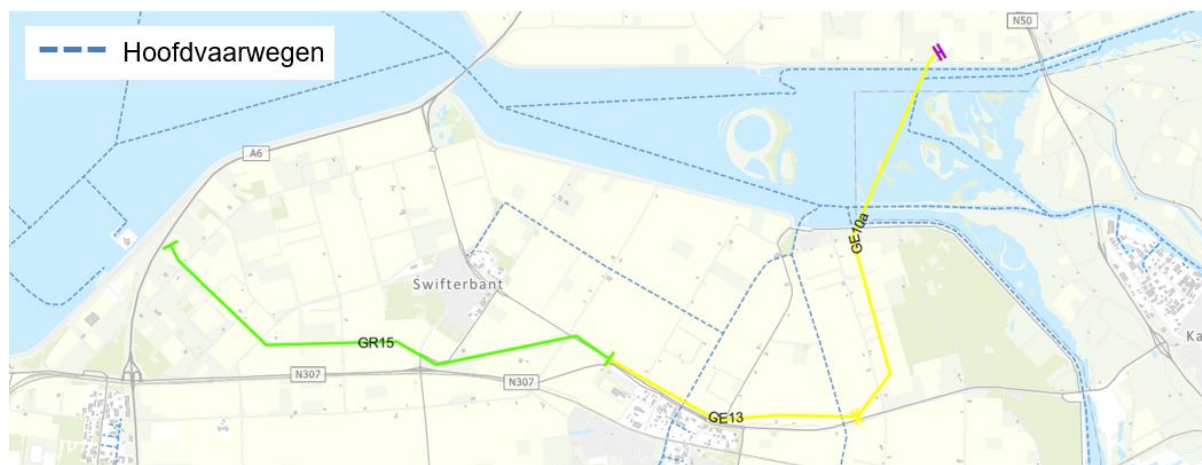 Hoofdvaarwegen
N50
A6
GE10a
Swifterbant
GR15
N307
N307
GE13
Ka